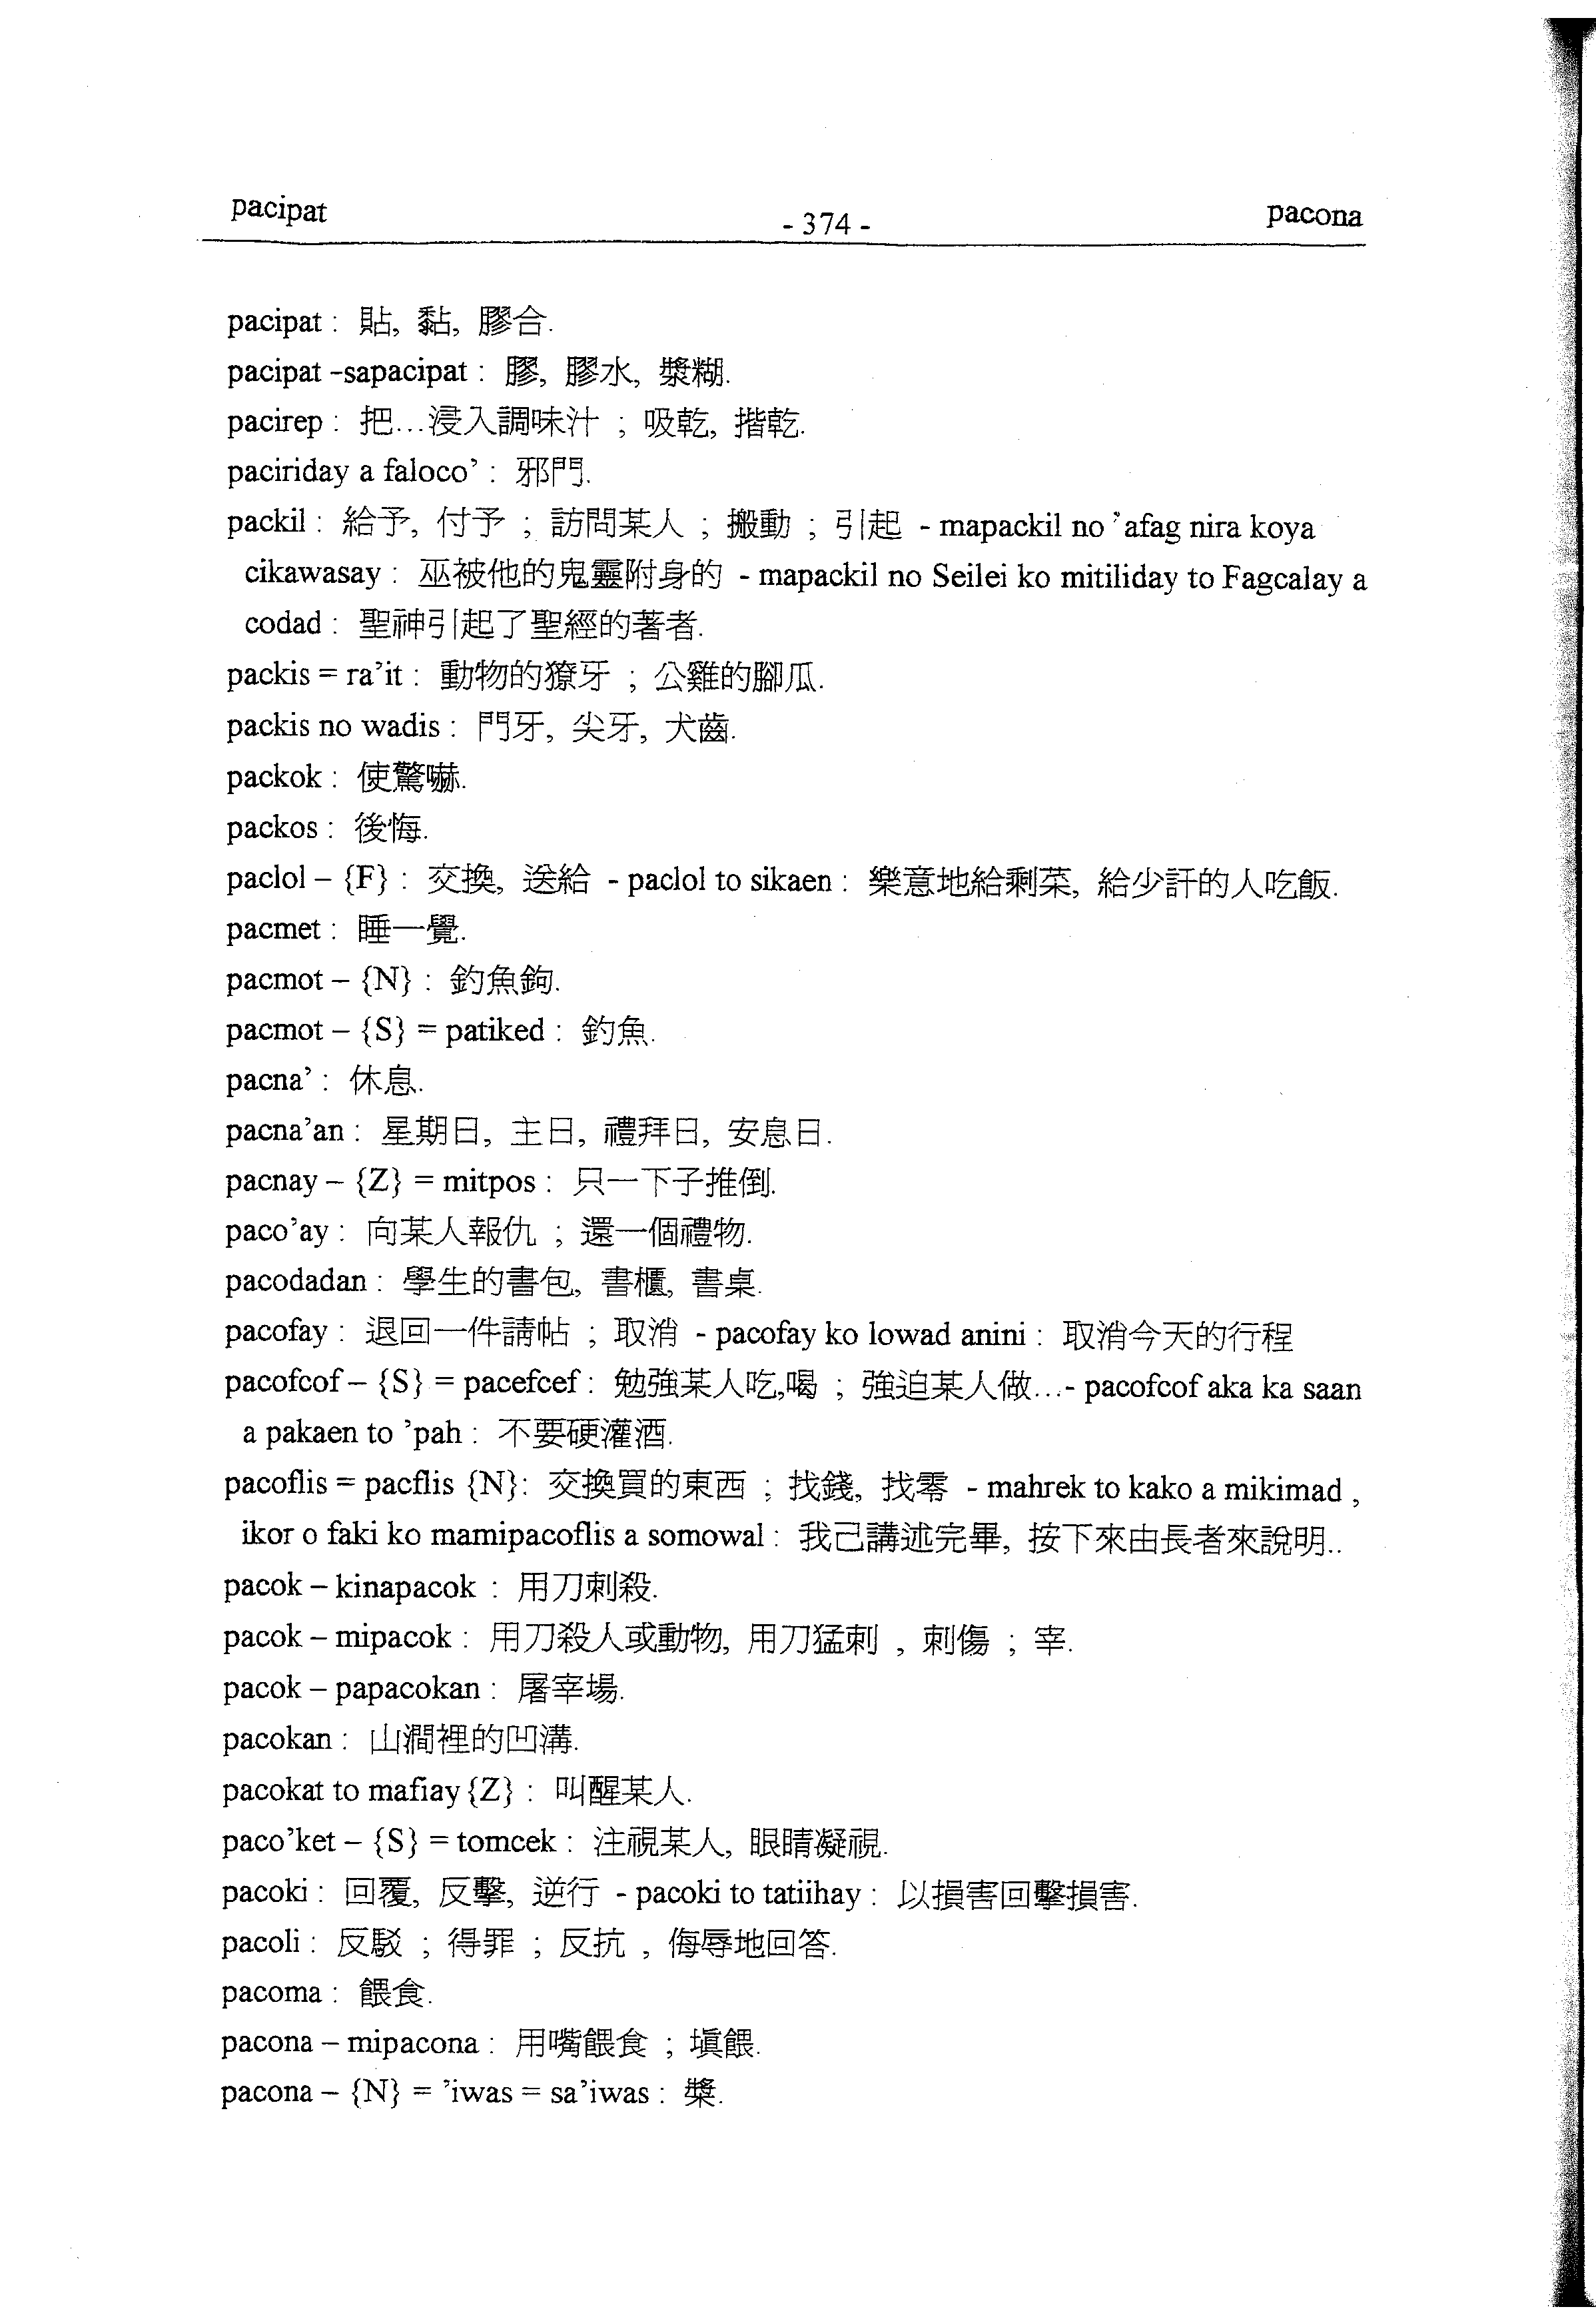 pacipat
- 374 -
pacona
pacipat : 貼, 黏, 膠合.
pacipat -sapacipat : 膠, 膠水, 漿糊.
pacirep : 把…浸入調味汁 ; 吸乾, 揩乾.
paciriday a faloco’ : 邪門.
packil : 給予, 付予 ; 訪問某人 ; 搬動 ; 引起 - mapackil no ’afag nira koya
cikawasay : 巫被他的鬼靈附身的 - mapackil no Seilei ko mitiliday to Fagcalay a
codad : 聖神引起了聖經的著者.
packis = ra’it : 動物的獠牙 ; 公雞的腳瓜.
packis no wadis : 門牙, 尖牙, 犬齒.
packok : 使驚嚇.
packos : 後悔.
paclol – {F} : 交換, 送給 - paclol to sikaen : 樂意地給剩菜, 給少許的人吃飯.
pacmet : 睡一覺.
pacmot – {N} : 釣魚鉤.
pacmot – {S} = patiked : 釣魚.
pacna’ : 休息.
pacna’an : 星期日, 主日, 禮拜日, 安息日.
pacnay – {Z} = mitpos : 只一下子推倒.
paco’ay : 向某人報仇 ; 還一個禮物.
pacodadan : 學生的書包, 書櫃, 書桌.
pacofay : 退回一件請帖 ; 取消 - pacofay ko lowad anini : 取消今天的行程
pacofcof – {S} = pacefcef : 勉強某人吃,喝 ; 強迫某人做…- pacofcof aka ka saan
a pakaen to ’pah : 不要硬灌酒.
pacoflis = pacflis {N}: 交換買的東西 ; 找錢, 找零 - mahrek to kako a mikimad ,
ikor o faki ko mamipacoflis a somowal : 我己講述完畢, 按下來由長者來說明..
pacok – kinapacok : 用刀刺殺.
pacok – mipacok : 用刀殺人或動物, 用刀猛刺 , 刺傷 ; 宰.
pacok – papacokan : 屠宰場.
pacokan : 山澗裡的凹溝.
pacokat to mafiay {Z} : 叫醒某人.
paco’ket – {S} = tomcek : 注視某人, 眼睛凝視.
pacoki : 回覆, 反擊, 逆行 - pacoki to tatiihay : 以損害回擊損害.
pacoli : 反駁 ; 得罪 ; 反抗 , 侮辱地回答.
pacoma : 餵食.
pacona – mipacona : 用嘴餵食 ; 填餵.
pacona – {N} = ’iwas = sa’iwas : 槳.